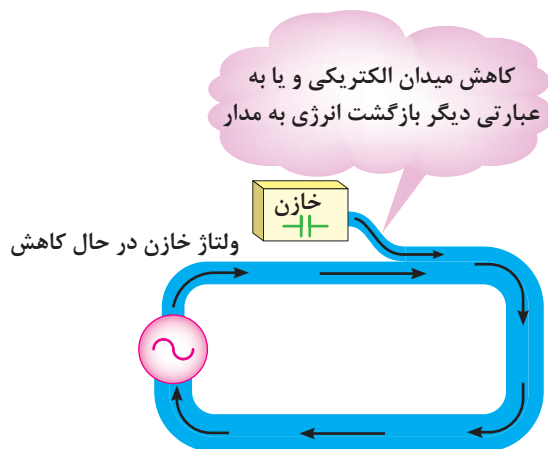 کاهش میدان الکتریکی و یا به
عبارتی دیگر بازگشت انرژی به مدار
خازن
ولتاژ خازن در حال کاهش